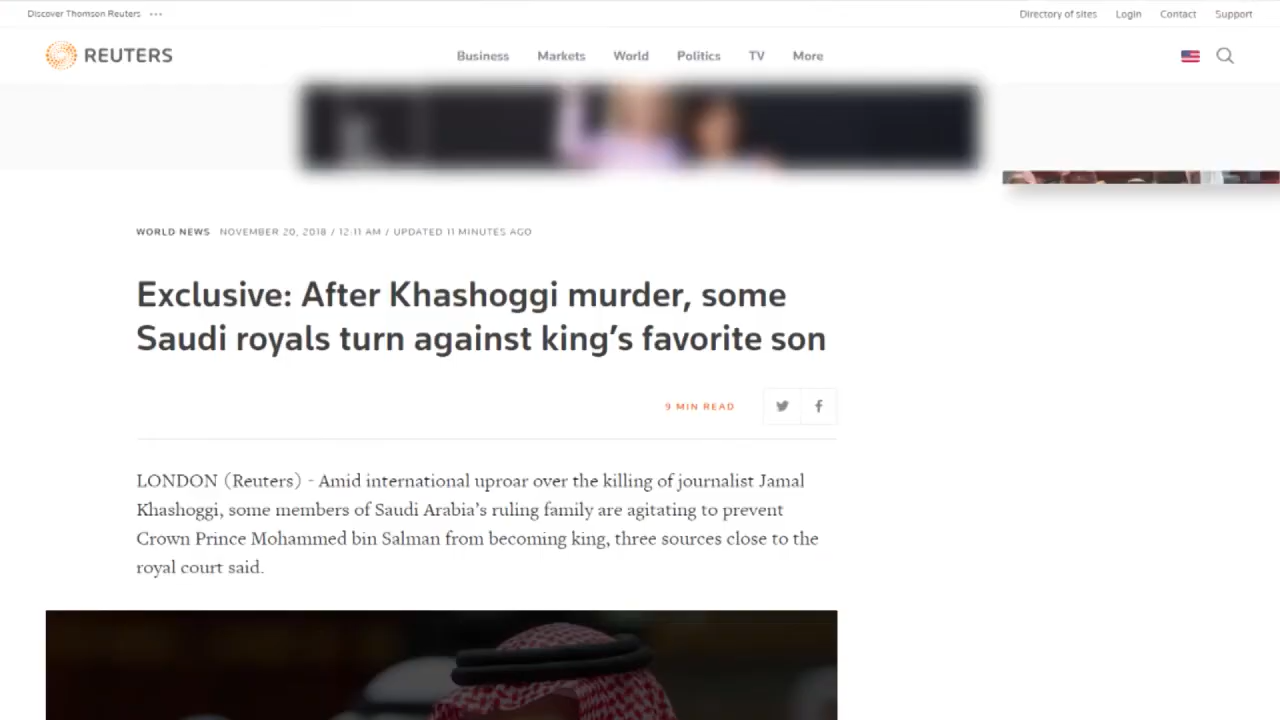 Discover Thomson Reuters ...
Directory of sites Login Contact Support
REUTERS
Business Markets World Politics TV More
WORLD NEWS NOVEMBER 20, 2018 / 12:11 AM / UPDATED 11 MINUTES AGO
Exclusive: After Khashoggi murder, some
Saudi royals turn against king’s favorite son
9 MIN READ
LONDON (Reuters) - Amid international uproar over the killing of journalist Jamal
Khashoggi, some members of Saudi Arabia’s ruling family are agitating to prevent
Crown Prince Mohammed bin Salman from becoming king, three sources close to the
royal court said.